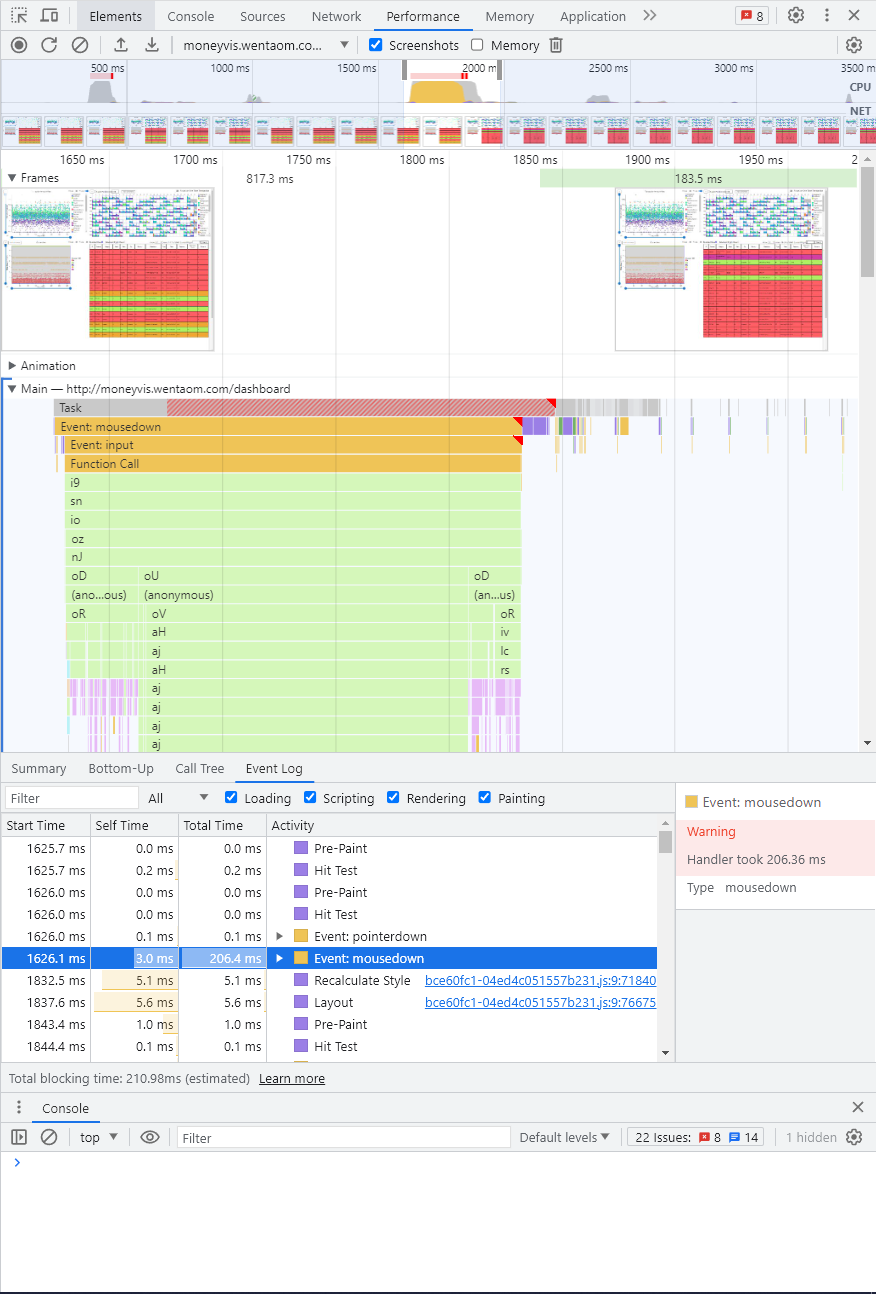 Elements Console Sources Network Performance Memory Application 8
moneyvis.wentaom.co... Screenshots Memory
500 ms 1000 ms 1500 ms 2000 m 2500 ms 3000 ms 3500 ms
CPU
NET
1650 ms 1700 ms 1750 ms 1800 ms 1850 ms 1900 ms 1950 ms 2
Frames 817.3 ms 183.5 ms
Animation
Main — http://moneyvis.wentaom.com/dashboard
Task
Event: mousedown
Event: input
Function Call
i9
sn
io
oz
nJ
oD oU oD
(ano...ous) (anonymous) (an...us)
oR oV oR
aH iv
aj lc
aH rs
aj
aj
aj
aj
Summary Bottom-Up Call Tree Event Log
Filter All Loading Scripting Rendering Painting
Start Time Self Time Total Time Activity
1625.7 ms 0.0 ms 0.0 ms Pre-Paint
1625.7 ms 0.2 ms 0.2 ms Hit Test
1626.0 ms 0.0 ms 0.0 ms Pre-Paint
1626.0 ms 0.0 ms 0.0 ms Hit Test
1626.0 ms 0.1 ms 0.1 ms Event: pointerdown
1626.1 ms 3.0 ms 206.4 ms Event: mousedown
1832.5 ms 5.1 ms 5.1 ms Recalculate Style bce60fc1-04ed4c051557b231.js:9:71840
1837.6 ms 5.6 ms 5.6 ms Layout bce60fc1-04ed4c051557b231.js:9:76675
1843.4 ms 1.0 ms 1.0 ms Pre-Paint
1844.4 ms 0.1 ms 0.1 ms Hit Test
Event: mousedown
Warning
Handler took 206.36 ms
Type mousedown
Total blocking time: 210.98ms (estimated) Learn more
Console
top Filter Default levels 22 Issues: 8 14 1 hidden